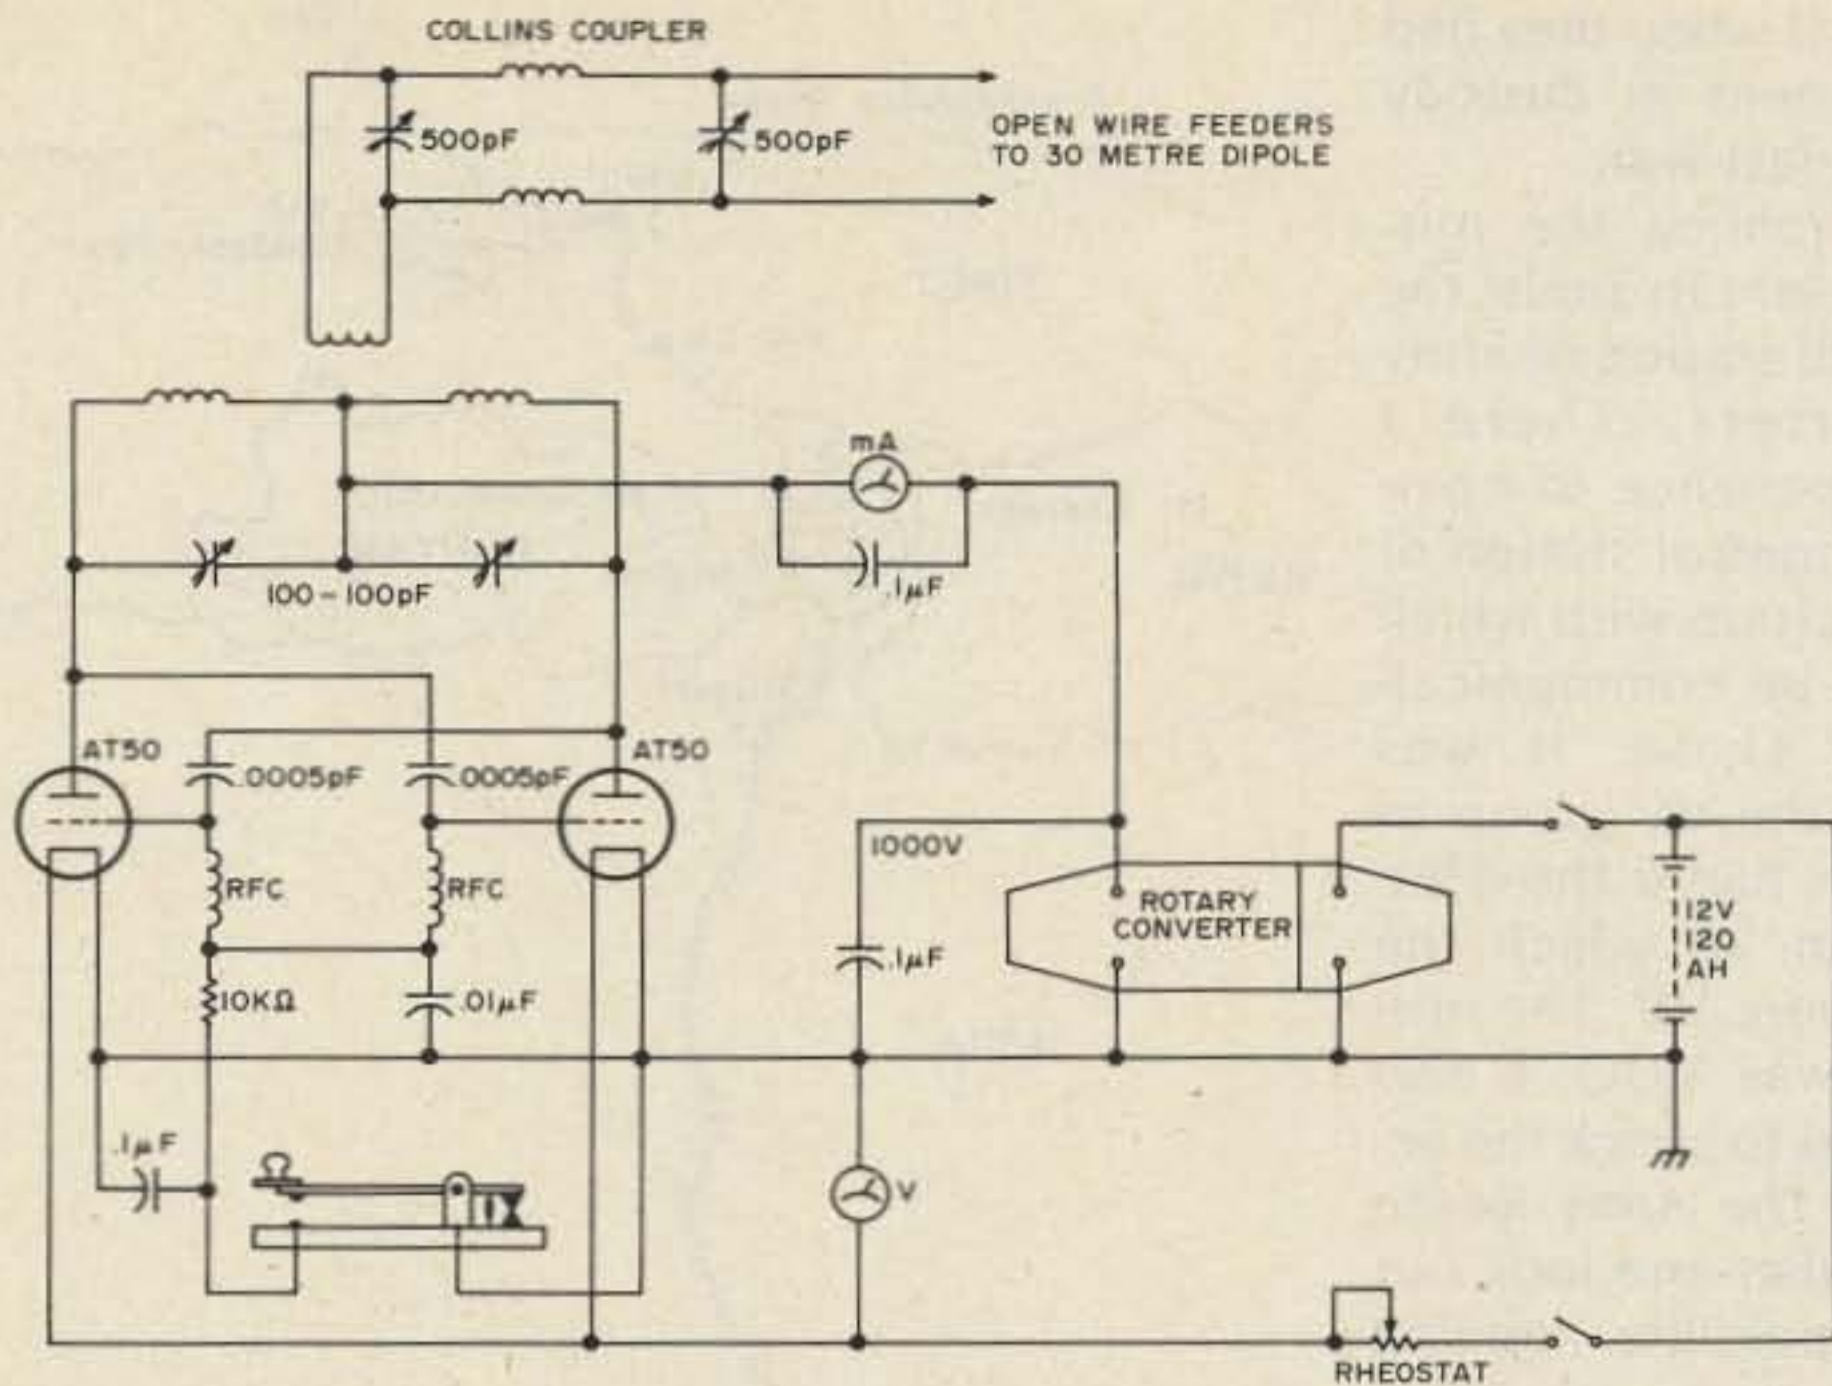 COLLINS COUPLER
500pF
500pF
OPEN WIRE FEEDERS
TO 30 METRE DIPOLE
mA
.1μF
100-100pF
AT50
.0005pF
.0005pF
AT50
RFC
RFC
1000V
ROTARY
CONVERTER
.1μF
12V
120
AH
10KΩ
.01μF
.1μF
V
RHEOSTAT